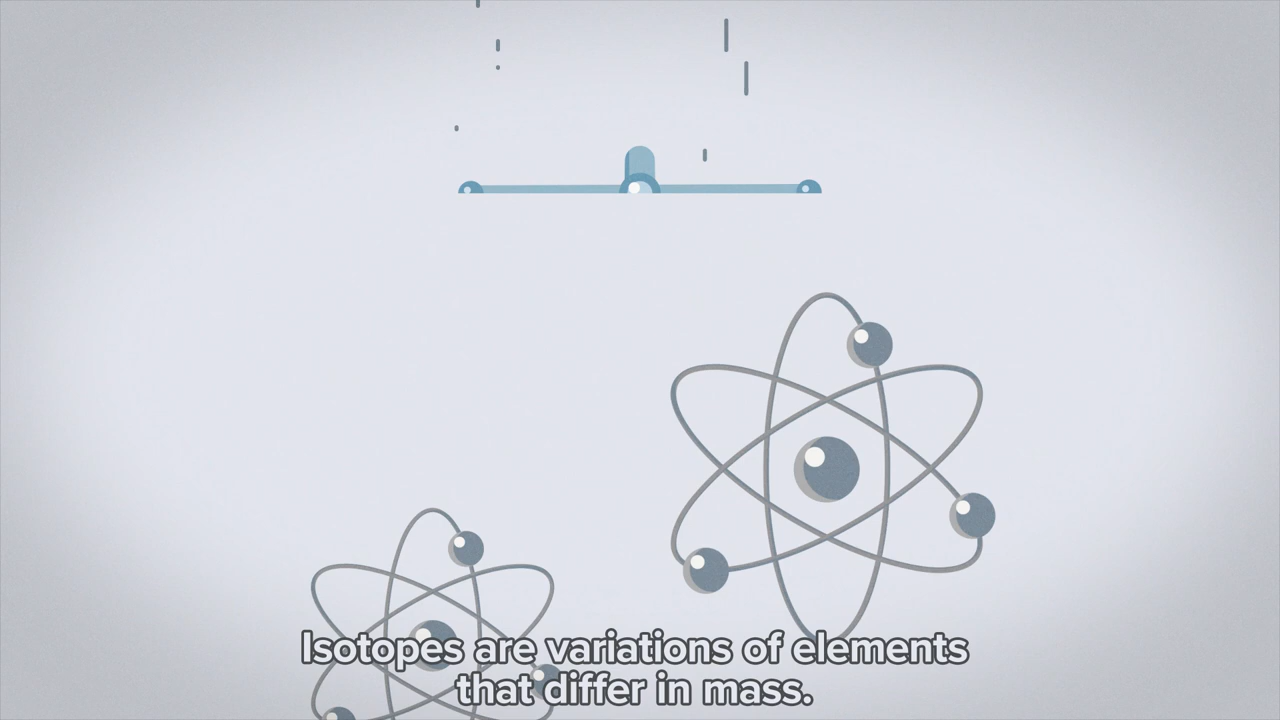 Isotopes are variations of elements
that differ in mass.